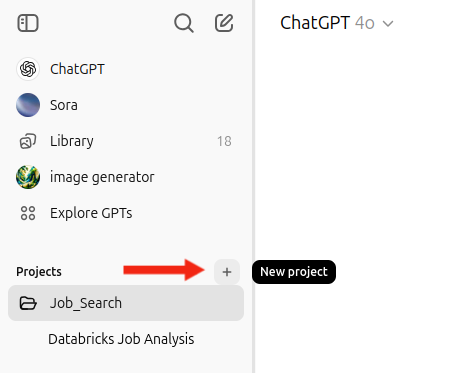 ChatGPT 4o
ChatGPT
Sora
Library 18
image generator
Explore GPTs
Projects
New project
Job_Search
Databricks Job Analysis